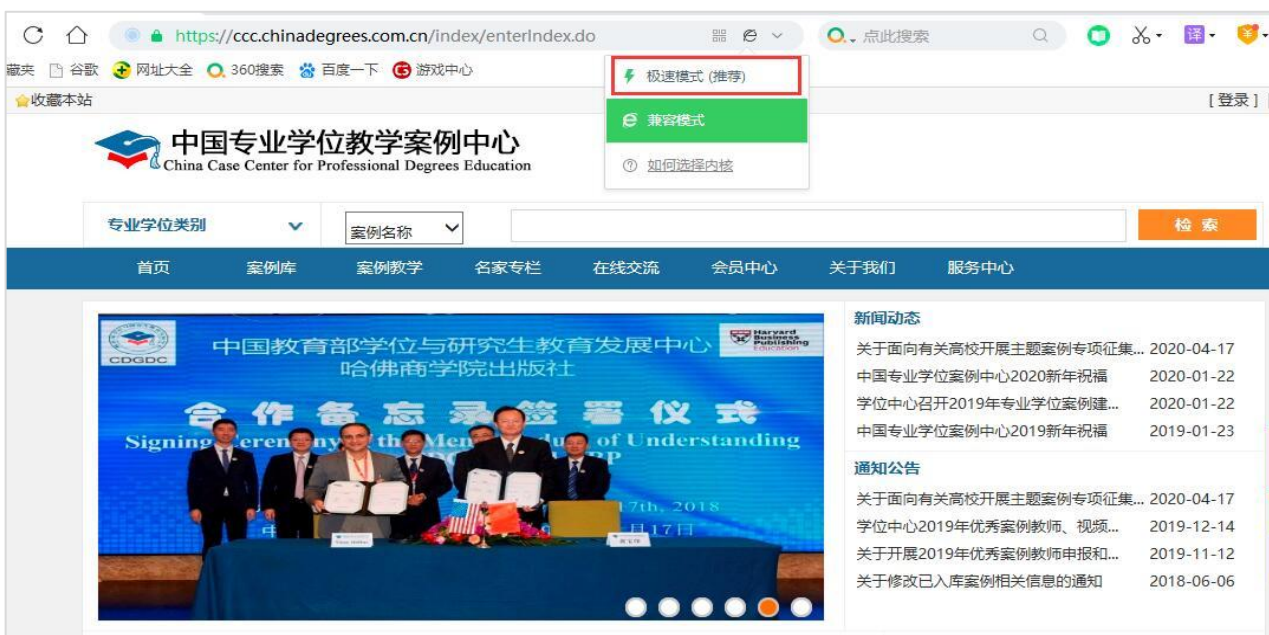 https://ccc.chinadegrees.com.cn/index/enterIndex.do
点此搜索
译
藏夹 谷歌 网址大全 360搜索 百度一下 游戏中心
极速模式 (推荐)
兼容模式
如何选择内核
收藏本站
[ 登录 ]
中国专业学位教学案例中心
China Case Center for Professional Degrees Education
专业学位类别
案例名称
检 索
首页 案例库 案例教学 名家专栏 在线交流 会员中心 关于我们 服务中心
CDGDC
Harvard
Business
Publishing
Education
中国教育部学位与研究生教育发展中心
哈佛商学院出版社
合作备忘录签署仪式
Signing
of Understanding
17th, 2018
月17日
新闻动态
关于面向有关高校开展主题案例专项征集... 2020-04-17
中国专业学位案例中心2020新年祝福 2020-01-22
学位中心召开2019年专业学位案例建... 2020-01-22
中国专业学位案例中心2019新年祝福 2019-01-23
通知公告
关于面向有关高校开展主题案例专项征集... 2020-04-17
学位中心2019年优秀案例教师、视频... 2019-12-14
关于开展2019年优秀案例教师申报和... 2019-11-12
关于修改已入库案例相关信息的通知 2018-06-06